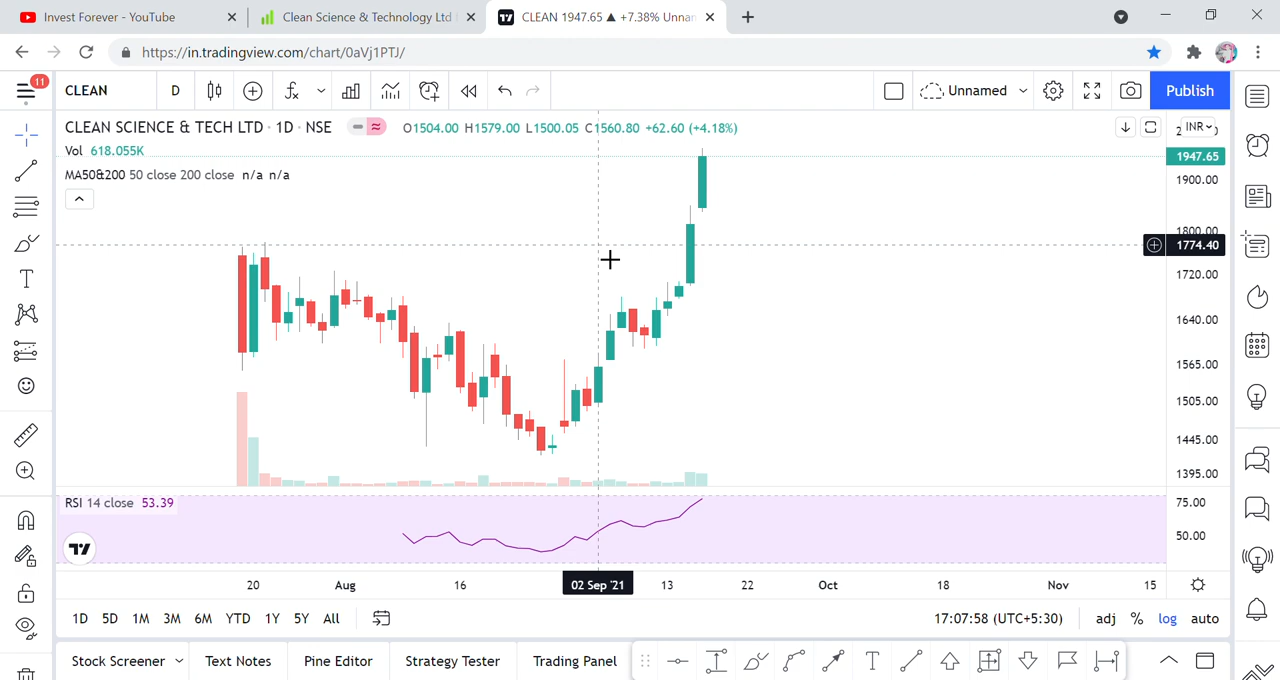 Invest Forever - YouTube
Clean Science & Technology Ltd
CLEAN 1947.65 ▲ +7.38% Unnan
https://in.tradingview.com/chart/0aVj1PTJ/
11
CLEAN
D
Unnamed
Publish
CLEAN SCIENCE & TECH LTD · 1D · NSE
O1504.00 H1579.00 L1500.05 C1560.80 +62.60 (+4.18%)
INR
Vol 618.055K
MA50&200 50 close 200 close n/a n/a
1947.65
1900.00
1800.00
1774.40
1720.00
1640.00
1565.00
1505.00
1445.00
1395.00
RSI 14 close 53.39
75.00
50.00
20 Aug 16 02 Sep '21 13 22 Oct 18 Nov 15
1D 5D 1M 3M 6M YTD 1Y 5Y All
17:07:58 (UTC+5:30) adj % log auto
Stock Screener Text Notes Pine Editor Strategy Tester Trading Panel